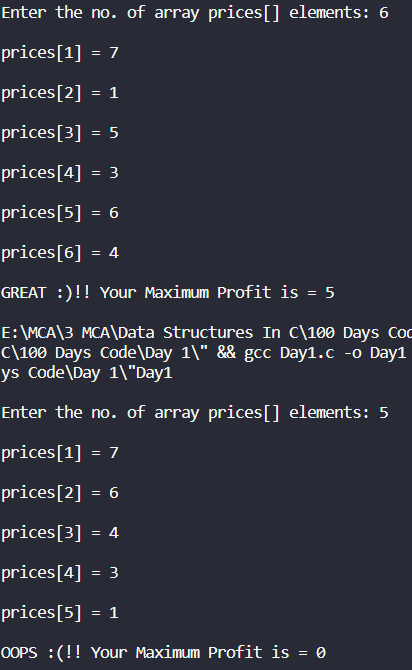 Enter the no. of array prices[] elements: 6
prices[1] = 7
prices[2] = 1
prices[3] = 5
prices[4] = 3
prices[5] = 6
prices[6] = 4
GREAT :)!! Your Maximum Profit is = 5
E:\MCA\3 MCA\Data Structures In C\100 Days Cod
C\100 Days Code\Day 1\" && gcc Day1.c -o Day1
ys Code\Day 1\"Day1
Enter the no. of array prices[] elements: 5
prices[1] = 7
prices[2] = 6
prices[3] = 4
prices[4] = 3
prices[5] = 1
OOPS :(!! Your Maximum Profit is = 0